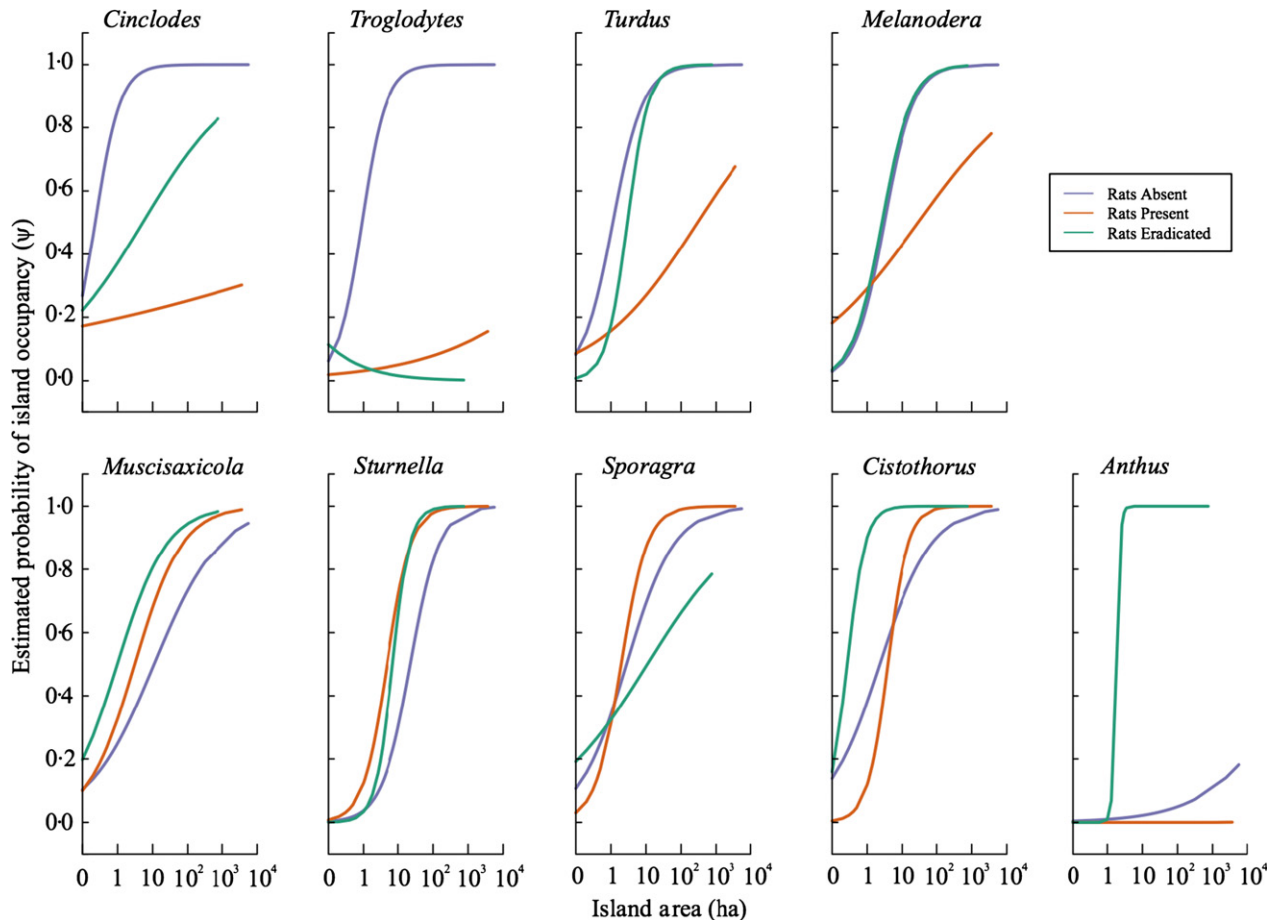 Cinclodes
Troglodytes
Turdus
Melanodera
1·0
0·8
0·6
0·4
0·2
0·0
Rats Absent
Rats Present
Rats Eradicated
Estimated probability of island occupancy (ψ)
Muscisaxicola
Sturnella
Sporagra
Cistothorus
Anthus
1·0
0·8
0·6
0·4
0·2
0·0
0 1 10 10² 10³ 10⁴
0 1 10 10² 10³ 10⁴
0 1 10 10² 10³ 10⁴
0 1 10 10² 10³ 10⁴
0 1 10 10² 10³ 10⁴
Island area (ha)